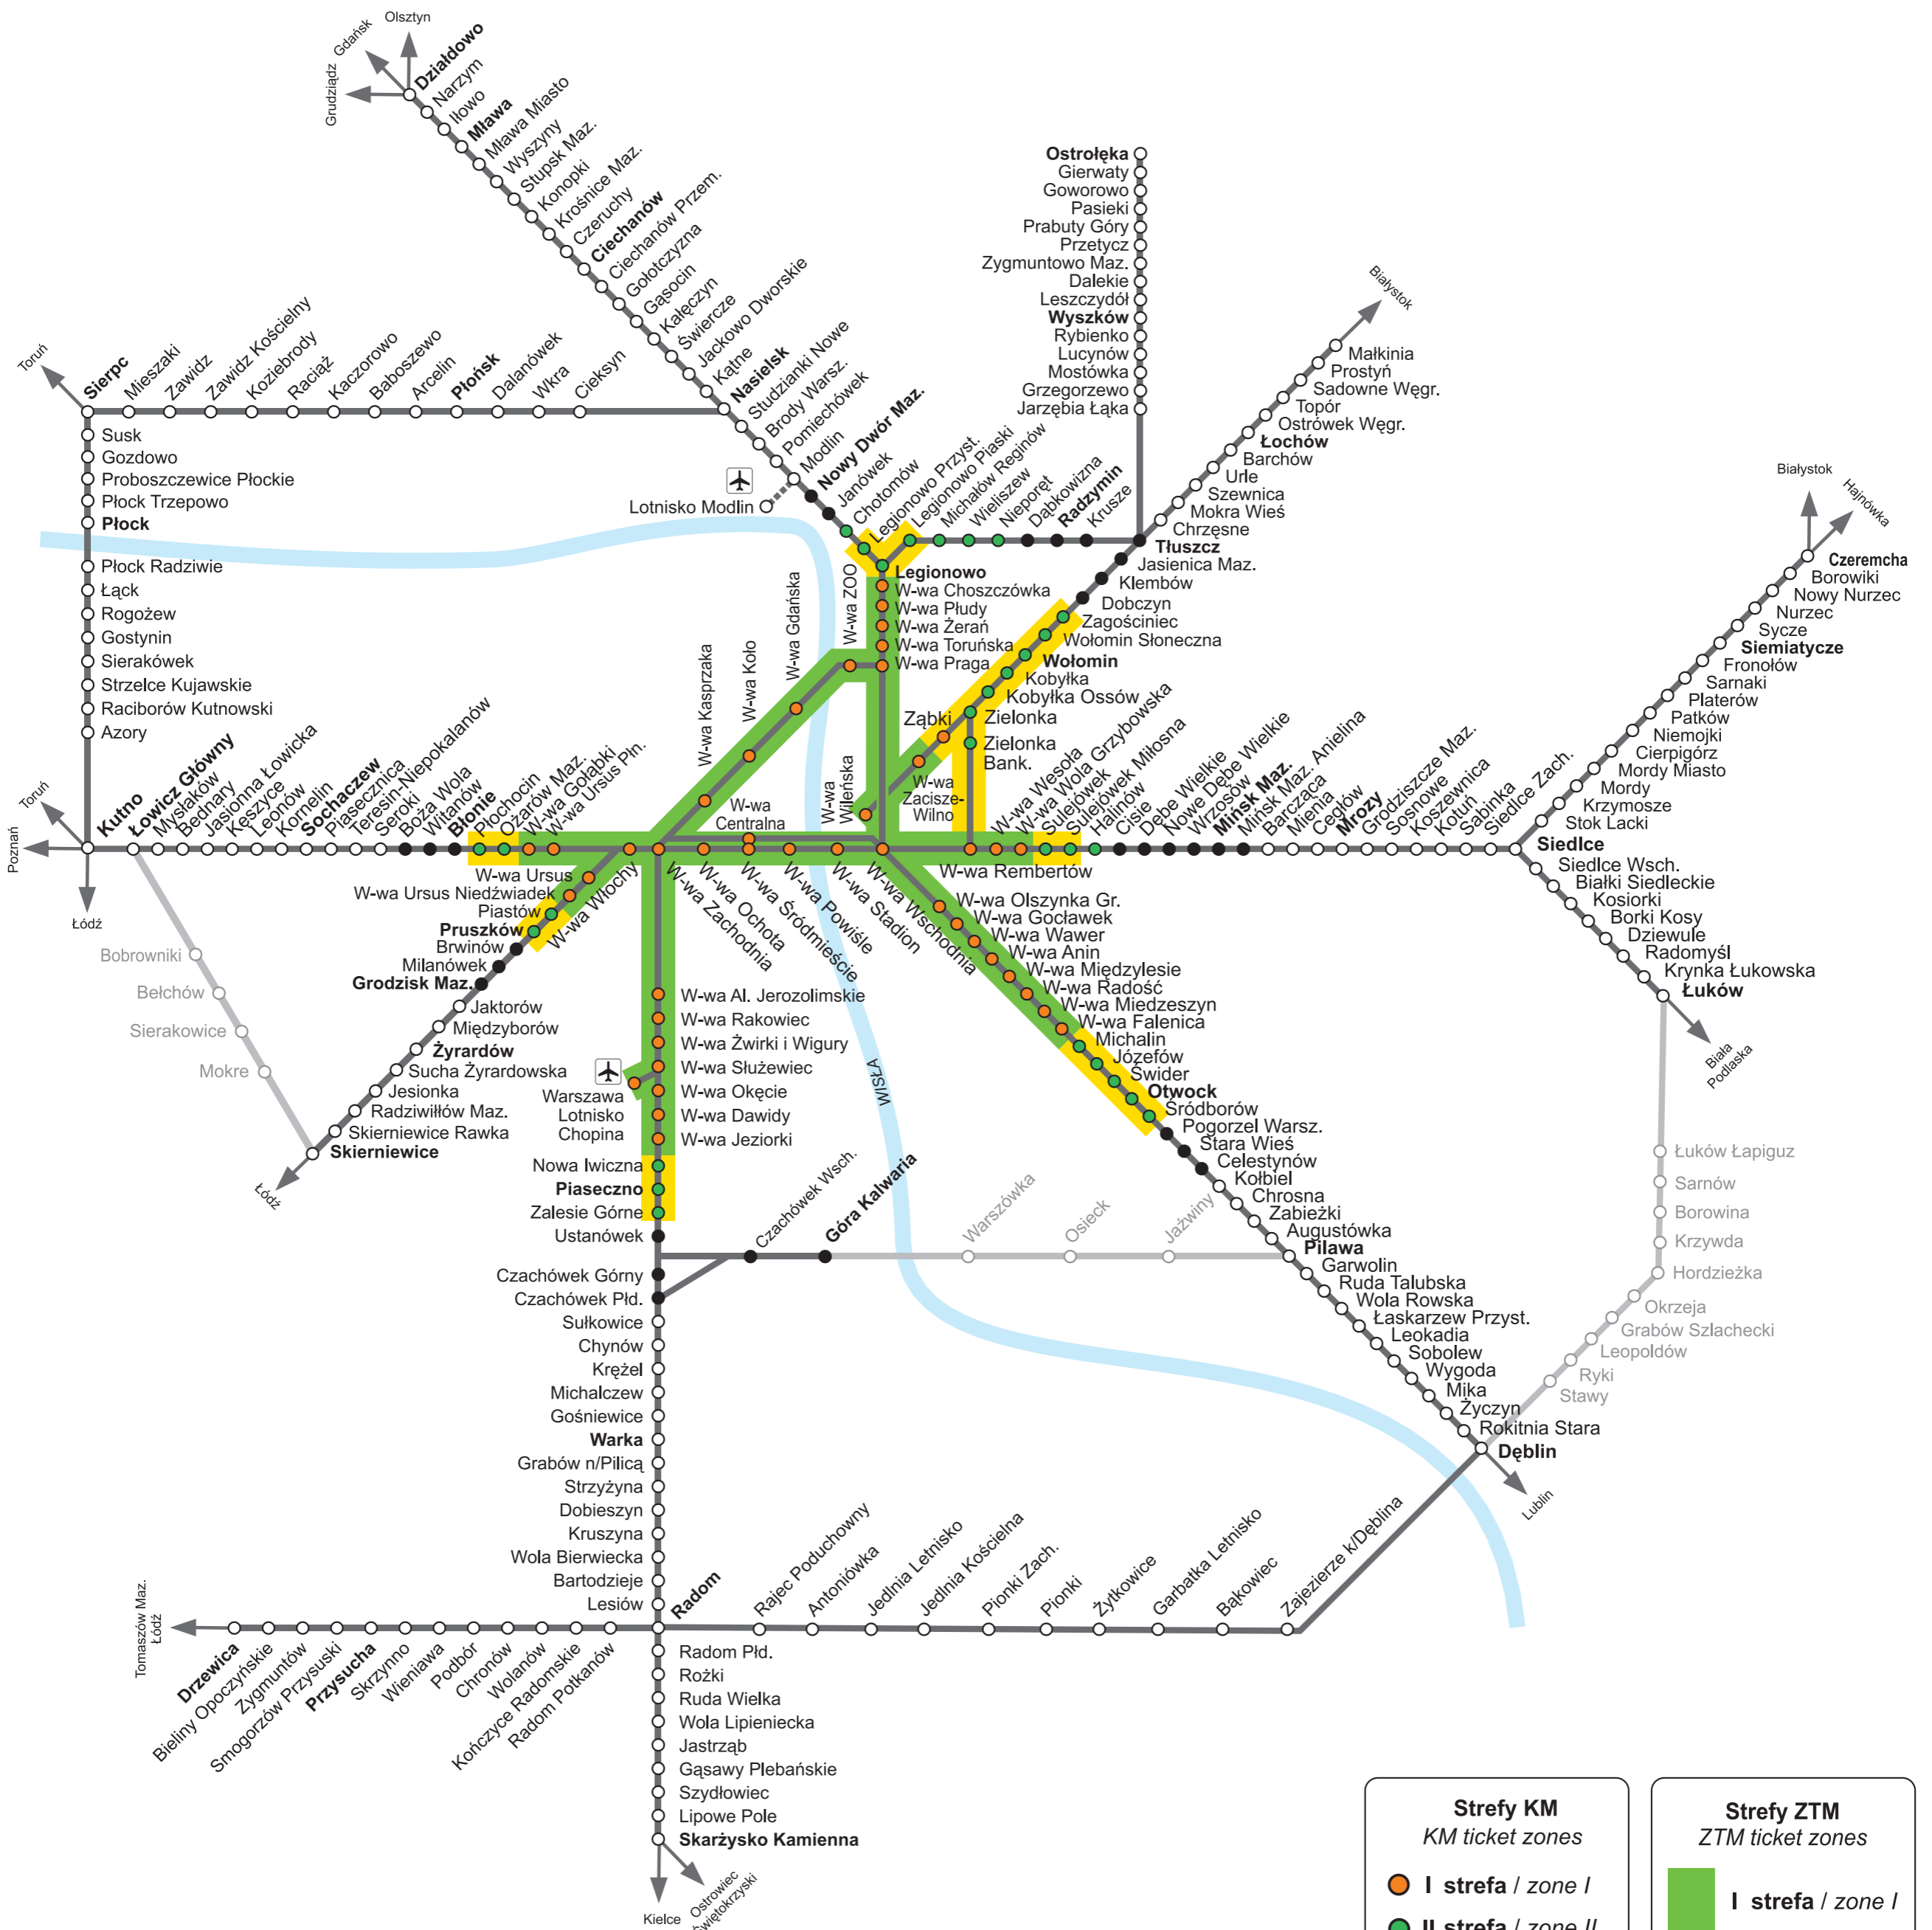 Olsztyn
Gdańsk
Grudziądz
Działdowo
Narzym
Iłowo
Mława
Mława Miasto
Wyszyny
Stupsk Maz.
Konopki
Krośnice Maz.
Czeruchy
Ciechanów
Ciechanów Przem.
Gołotczyzna
Gąsocin
Kałęczyn
Świercze
Jackowo Dworskie
Kątne
Nasielsk
Studzianki Nowe
Brody Warsz.
Pomiechówek
Modlin
Lotnisko Modlin
Nowy Dwór Maz.
Janówek
Chotomów
Legionowo Przyst.
Legionowo Piaski
Michałów Reginów
Wieliszew
Nieporęt
Dąbkowizna
Radzymin
Krusze
Ostrołęka
Gierwaty
Goworowo
Pasieki
Prabuty Góry
Przetycz
Zygmuntowo Maz.
Dalekie
Leszczydół
Wyszków
Rybienko
Lucynów
Mostówka
Grzegorzewo
Jarzębia Łąka
Białystok
Małkinia
Prostyń
Sadowne Węgr.
Topór
Ostrówek Węgr.
Łochów
Barchów
Urle
Szewnica
Mokra Wieś
Chrzęsne
Tłuszcz
Jasienica Maz.
Klembów
Dobczyn
Zagościniec
Wołomin Słoneczna
Wołomin
Kobyłka
Kobyłka Ossów
Zielonka
Zielonka
Bank.
Ząbki
W-wa
Zacisze-
Wilno
W-wa
Wileńska
Toruń
Sierpc
Mieszaki
Zawidz
Zawidz Kościelny
Koziebrody
Raciąż
Kaczorowo
Baboszewo
Arcelin
Płońsk
Dalanówek
Wkra
Cieksyn
Susk
Gozdowo
Proboszczewice Płockie
Płock Trzepowo
Płock
Płock Radziwie
Łąck
Rogożew
Gostynin
Sierakówek
Strzelce Kujawskie
Raciborów Kutnowski
Azory
Legionowo
W-wa Choszczówka
W-wa Płudy
W-wa Żerań
W-wa Toruńska
W-wa Praga
W-wa ZOO
W-wa Gdańska
W-wa Koło
W-wa Kasprzaka
Białystok
Hajnówka
Czeremcha
Borowiki
Nowy Nurzec
Nurzec
Sycze
Siemiatycze
Fronołów
Sarnaki
Platerów
Patków
Niemojki
Cierpigórz
Mordy Miasto
Mordy
Krzymosze
Stok Lacki
Siedlce
Toruń
Poznań
Łódź
Kutno
Łowicz Główny
Mysłaków
Bednary
Jasionna Łowicka
Kęszyce
Leonów
Kornelin
Sochaczew
Piasecznica
Teresin-Niepokalanów
Seroki
Boża Wola
Witanów
Błonie
Płochocin
Ożarów Maz.
W-wa Gołąbki
W-wa Ursus Płn.
W-wa
Centralna
W-wa Włochy
W-wa Zachodnia
W-wa Ochota
W-wa Śródmieście
W-wa Powiśle
W-wa Stadion
W-wa Wschodnia
W-wa Rembertów
W-wa Wesoła
W-wa Wola Grzybowska
Sulejówek
Sulejówek Miłosna
Halinów
Cisie
Dębe Wielkie
Nowe Dębe Wielkie
Wrzosów
Mińsk Maz.
Mińsk Maz. Anielina
Barcząca
Mienia
Cegłów
Mrozy
Grodziszcze Maz.
Sosnowe
Koszewnica
Kotuń
Sabinka
Siedlce Zach.
Siedlce Wsch.
Białki Siedleckie
Kosiorki
Borki Kosy
Dziewule
Radomyśl
Krynka Łukowska
Łuków
Biała
Podlaska
Łuków Łapiguz
Sarnów
Borowina
Krzywda
Hordzieżka
Okrzeja
Grabów Szlachecki
Leopoldów
Ryki
Stawy
W-wa Ursus
W-wa Ursus Niedźwiadek
Piastów
Pruszków
Brwinów
Milanówek
Grodzisk Maz.
Jaktorów
Międzyborów
Żyrardów
Sucha Żyrardowska
Jesionka
Radziwiłłów Maz.
Skierniewice Rawka
Skierniewice
Łódź
Bobrowniki
Bełchów
Sierakowice
Mokre
W-wa Al. Jerozolimskie
W-wa Rakowiec
W-wa Żwirki i Wigury
W-wa Służewiec
W-wa Okęcie
W-wa Dawidy
W-wa Jeziorki
Warszawa
Lotnisko
Chopina
Nowa Iwiczna
Piaseczno
Zalesie Górne
Ustanówek
Czachówek Górny
Czachówek Płd.
Czachówek Wsch.
Góra Kalwaria
Warszówka
Osieck
Jaźwiny
WISŁA
W-wa Olszynka Gr.
W-wa Gocławek
W-wa Wawer
W-wa Anin
W-wa Międzylesie
W-wa Radość
W-wa Miedzeszyn
W-wa Falenica
Michalin
Józefów
Świder
Otwock
Śródborów
Pogorzel Warsz.
Stara Wieś
Celestynów
Kołbiel
Chrosna
Zabieżki
Augustówka
Pilawa
Garwolin
Ruda Talubska
Wola Rowska
Łaskarzew Przyst.
Leokadia
Sobolew
Wygoda
Mika
Życzyn
Rokitnia Stara
Dęblin
Lublin
Sułkowice
Chynów
Krężel
Michalczew
Gośniewice
Warka
Grabów n/Pilicą
Strzyżyna
Dobieszyn
Kruszyna
Wola Bierwiecka
Bartodzieje
Lesiów
Radom
Rajec Poduchowny
Antoniówka
Jedlnia Letnisko
Jedlnia Kościelna
Pionki Zach.
Pionki
Żytkowice
Garbatka Letnisko
Bąkowiec
Zajezierze k/Dęblina
Tomaszów Maz.
Łódź
Drzewica
Bieliny Opoczyńskie
Zygmuntów
Smogorzów Przysuski
Przysucha
Skrzynno
Wieniawa
Podbór
Chronów
Wolanów
Kończyce Radomskie
Radom Potkanów
Radom Płd.
Rożki
Ruda Wielka
Wola Lipieniecka
Jastrząb
Gąsawy Plebańskie
Szydłowiec
Lipowe Pole
Skarżysko Kamienna
Kielce
Ostrowiec
Świętokrzyski
Strefy KM
KM ticket zones
I strefa / zone I
II strefa / zone II
Strefy ZTM
ZTM ticket zones
I strefa / zone I